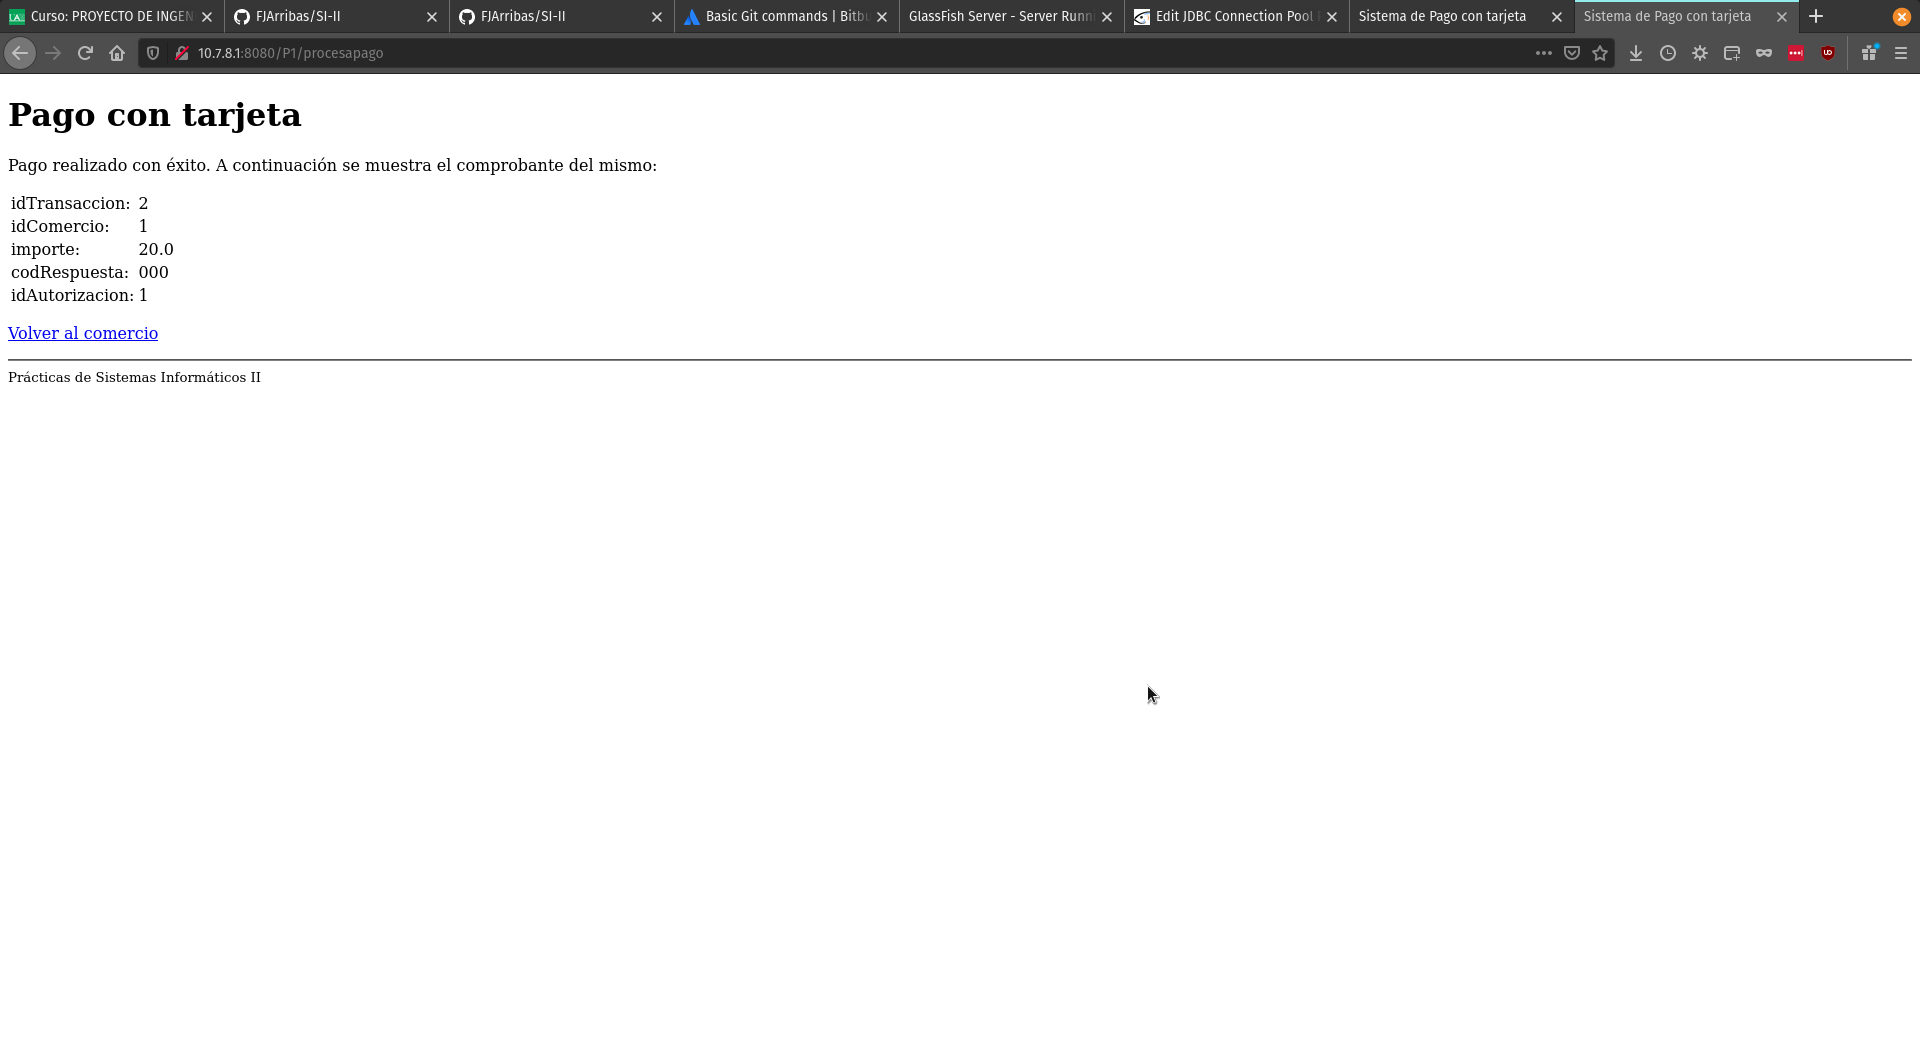 Curso: PROYECTO DE INGEN
FJArribas/SI-II
FJArribas/SI-II
Basic Git commands | Bitbu
GlassFish Server - Server Runn
Edit JDBC Connection Pool
Sistema de Pago con tarjeta
Sistema de Pago con tarjeta
10.7.8.1:8080/P1/procesapago
Pago con tarjeta
Pago realizado con éxito. A continuación se muestra el comprobante del mismo:
idTransaccion: 2
idComercio: 1
importe: 20.0
codRespuesta: 000
idAutorizacion: 1
Volver al comercio
Prácticas de Sistemas Informáticos II